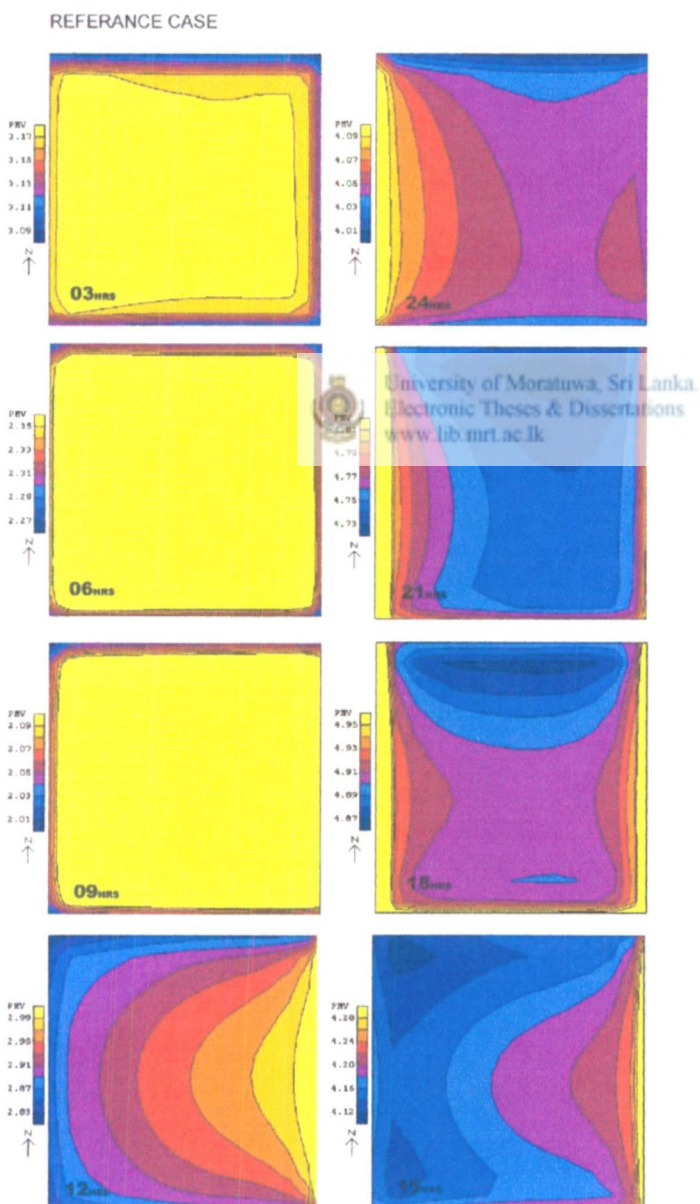 REFERANCE CASE
PMV
3.17
3.15
3.13
3.11
3.09
N
03HRS
PMV
4.09
4.07
4.05
4.03
4.01
N
24HRS
PMV
2.35
2.33
2.31
2.29
2.27
N
06HRS
University of Moratuwa, Sri Lanka.
Electronic Theses & Dissertations
www.lib.mrt.ac.lk
PMV
4.79
4.77
4.75
4.73
N
21HRS
PMV
2.09
2.07
2.05
2.03
2.01
N
09HRS
PMV
4.95
4.93
4.91
4.89
4.87
N
18HRS
PMV
2.99
2.95
2.91
2.87
2.83
N
12HRS
PMV
4.28
4.24
4.20
4.16
4.12
N
15HRS